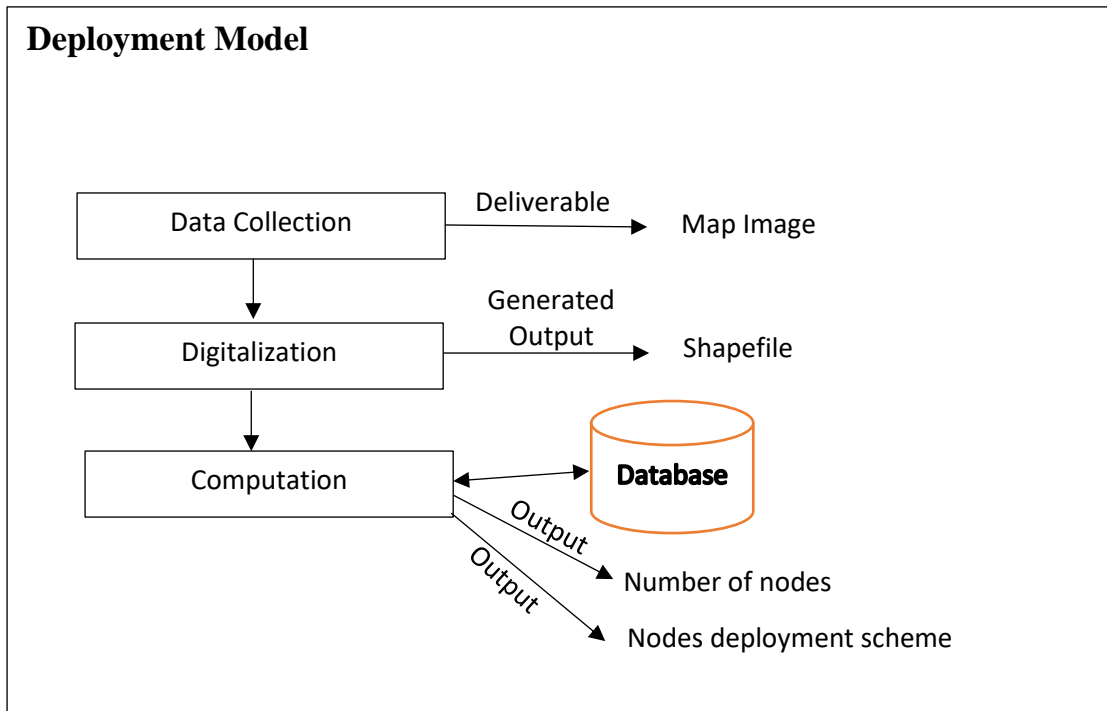 Deployment Model
Data Collection
Deliverable
Map Image
Digitalization
Generated
Output
Shapefile
Computation
Database
Output
Number of nodes
Output
Nodes deployment scheme